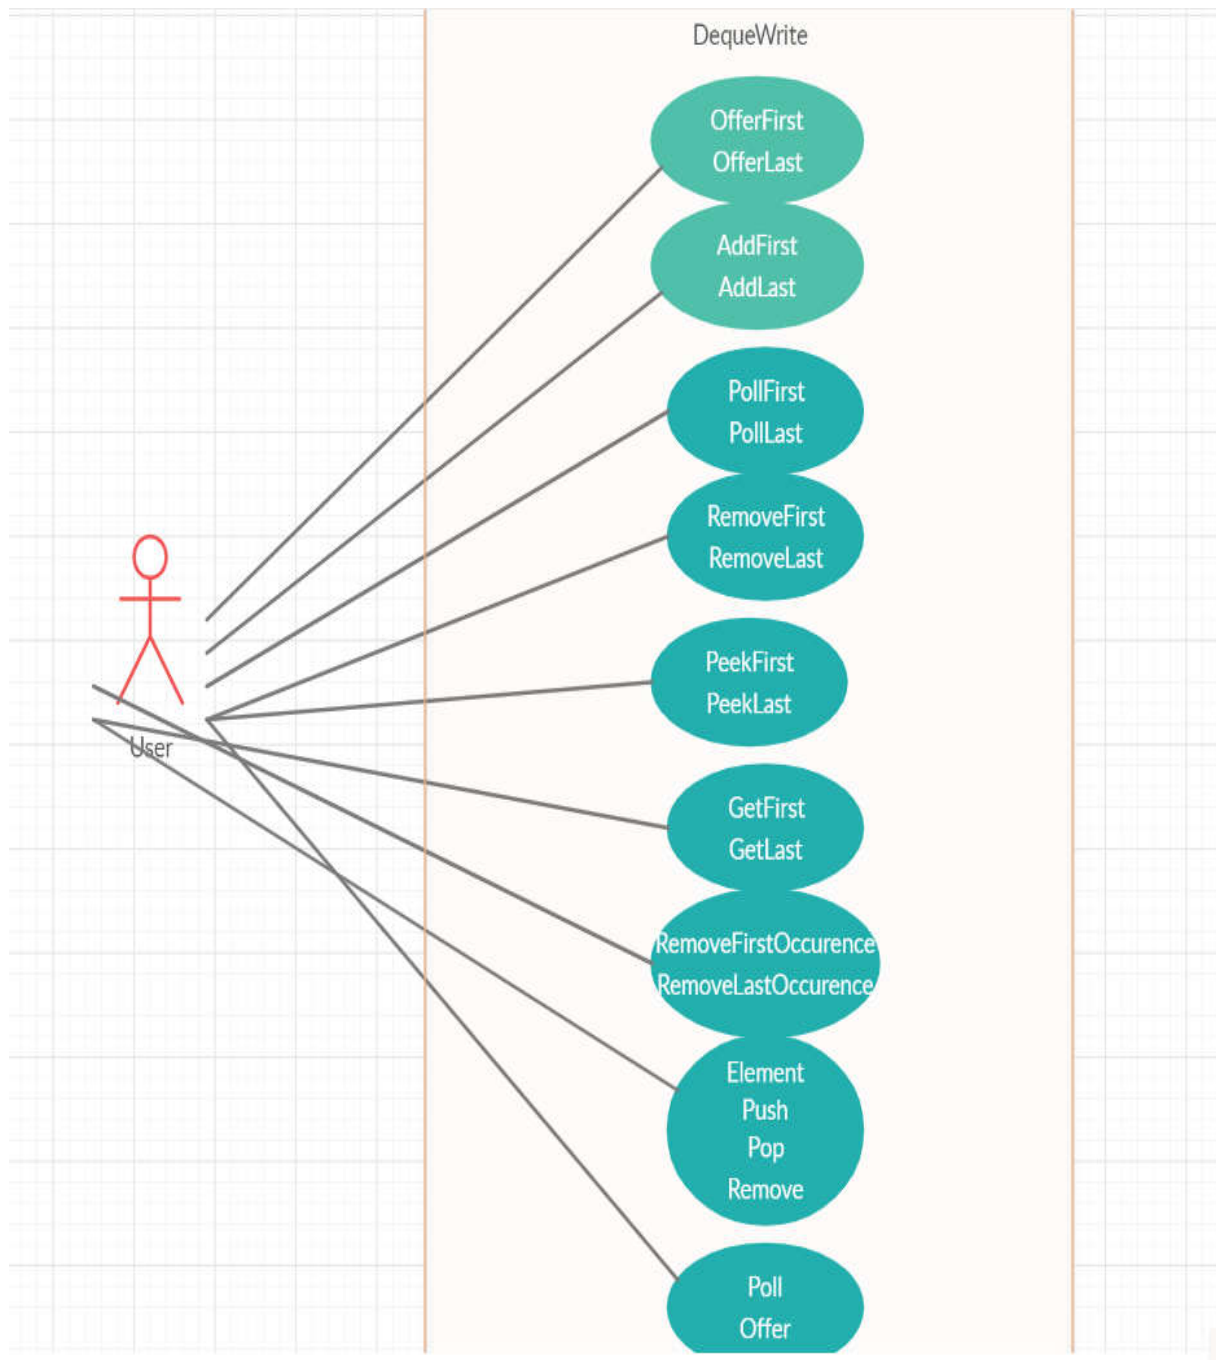 DequeWrite
OfferFirst
OfferLast
AddFirst
AddLast
PollFirst
PollLast
RemoveFirst
RemoveLast
PeekFirst
PeekLast
User
GetFirst
GetLast
RemoveFirstOccurence
RemoveLastOccurence
Element
Push
Pop
Remove
Poll
Offer